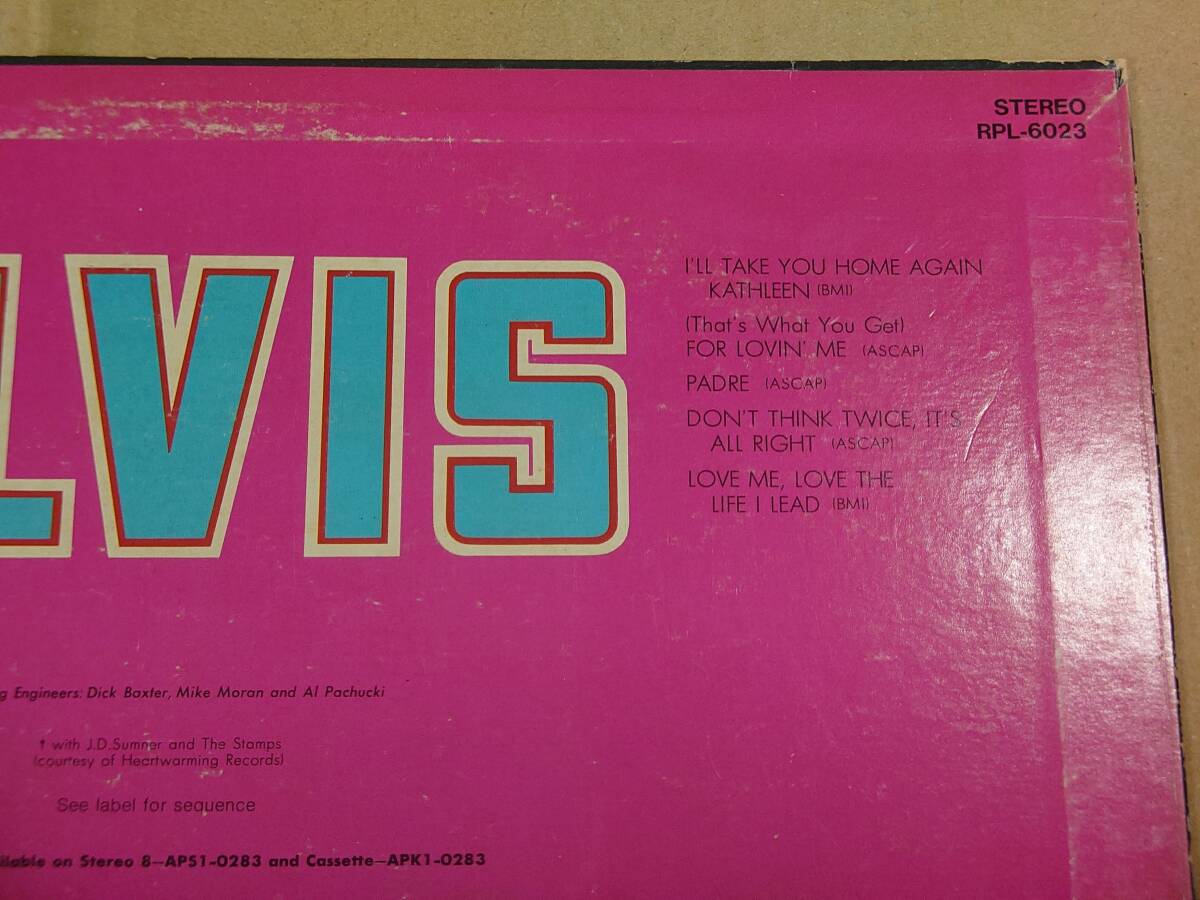 STEREO
RPL-6023
LVIS
I'LL TAKE YOU HOME AGAIN
KATHLEEN (BMI)
(That's What You Get)
FOR LOVIN' ME (ASCAP)
PADRE (ASCAP)
DON'T THINK TWICE, IT'S
ALL RIGHT (ASCAP)
LOVE ME, LOVE THE
LIFE I LEAD (BMI)
g Engineers: Dick Baxter, Mike Moran and Al Pachucki
† with J.D.Sumner and The Stamps
(courtesy of Heartwarming Records)
See label for sequence
ilable on Stereo 8—APS1-0283 and Cassette—APK1-0283